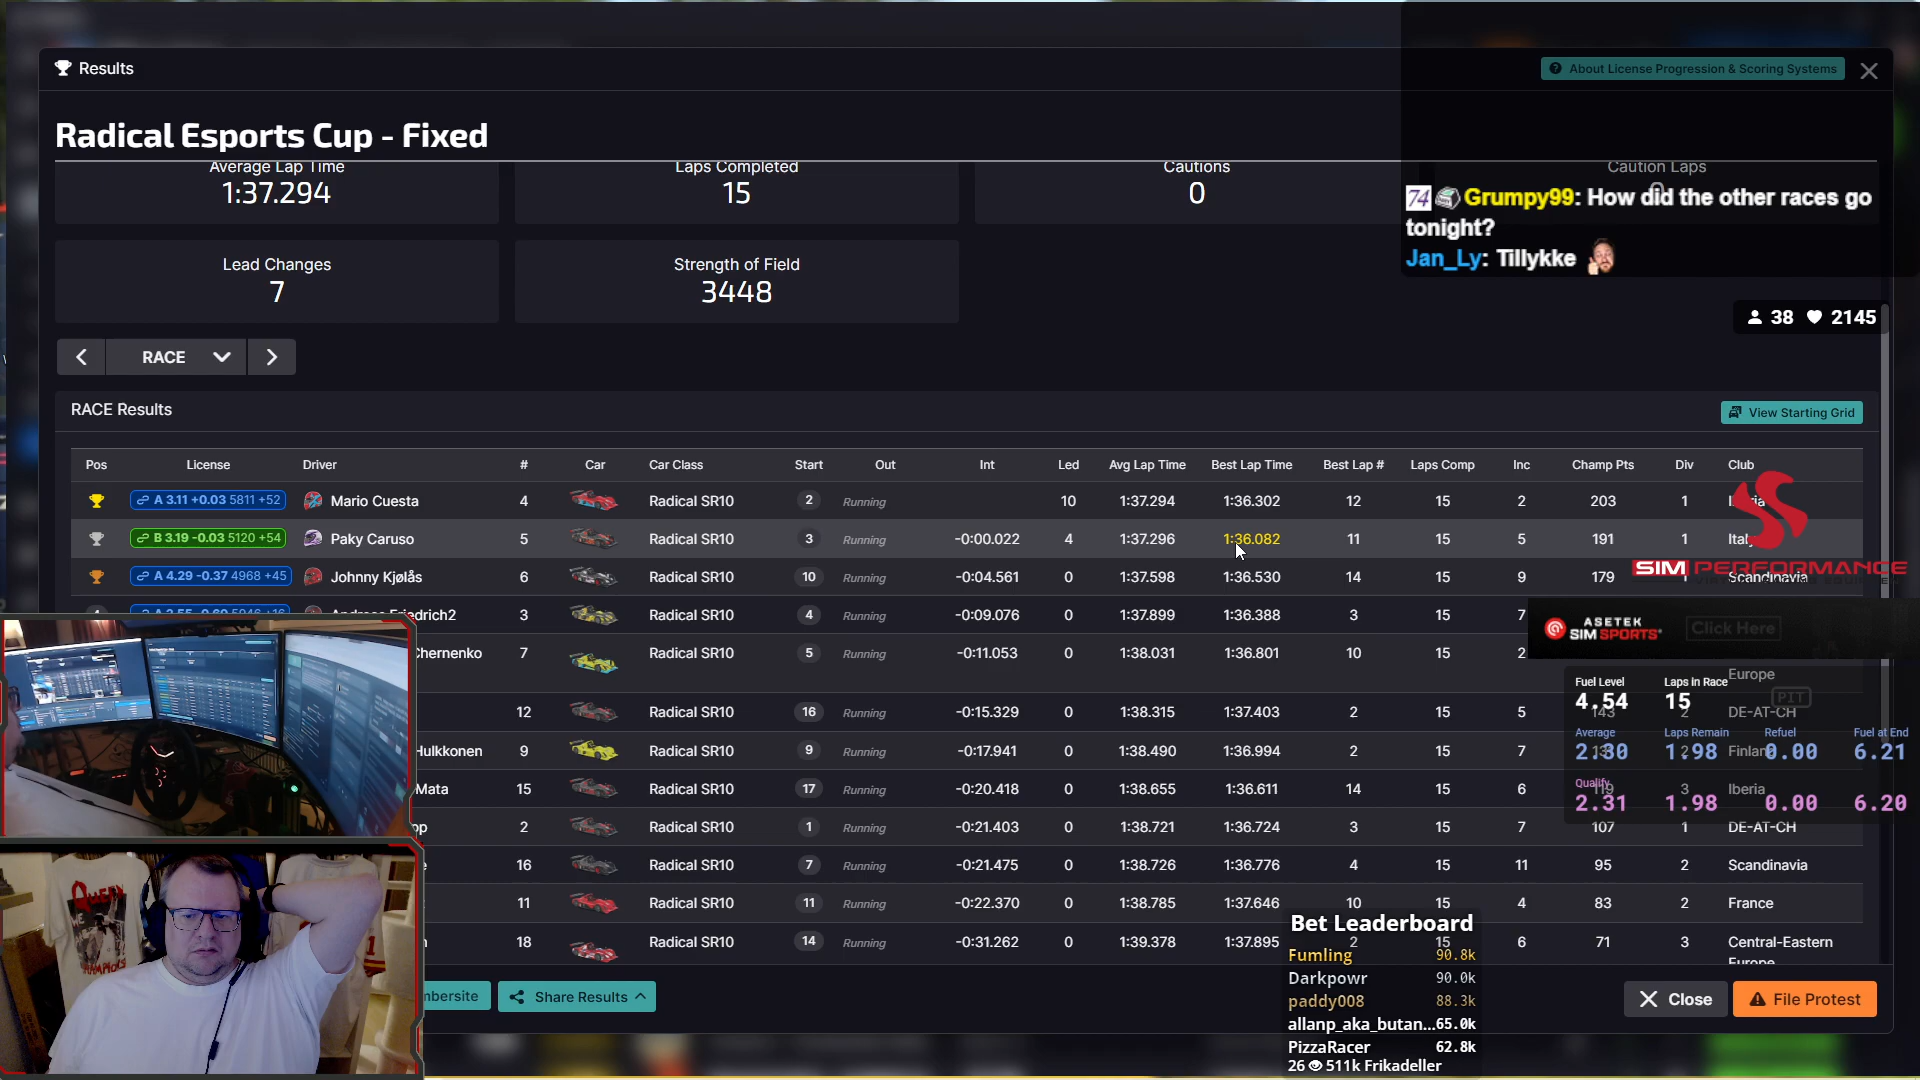 Results
About License Progression & Scoring Systems
Radical Esports Cup - Fixed
Average Lap Time
1:37.294
Laps Completed
15
Cautions
0
Caution Laps
74 Grumpy99: How did the other races go
tonight?
Jan_Ly: Tillykke
Lead Changes
7
Strength of Field
3448
38 2145
RACE
RACE Results
View Starting Grid
Pos License Driver # Car Car Class Start Out Int Led Avg Lap Time Best Lap Time Best Lap # Laps Comp Inc Champ Pts Div Club
A 3.11 +0.03 5811 +52 Mario Cuesta 4 Radical SR10 2 Running 10 1:37.294 1:36.302 12 15 2 203 1
B 3.19 -0.03 5120 +54 Paky Caruso 5 Radical SR10 3 Running -0:00.022 4 1:37.296 1:36.082 11 15 5 191 1 Italy
A 4.29 -0.37 4968 +45 Johnny Kjølås 6 Radical SR10 10 Running -0:04.561 0 1:37.598 1:36.530 14 15 9 179 1 Scandinavia
3 Radical SR10 4 Running -0:09.076 0 1:37.899 1:36.388 3 15 7
Chernenko 7 Radical SR10 5 Running -0:11.053 0 1:38.031 1:36.801 10 15 2
Europe
12 Radical SR10 16 Running -0:15.329 0 1:38.315 1:37.403 2 15 5 143 2 DE-AT-CH
Hulkkonen 9 Radical SR10 9 Running -0:17.941 0 1:38.490 1:36.994 2 15 7 2 Finland
Mata 15 Radical SR10 17 Running -0:20.418 0 1:38.655 1:36.611 14 15 6 119 3 Iberia
2 Radical SR10 1 Running -0:21.403 0 1:38.721 1:36.724 3 15 7 107 1 DE-AT-CH
16 Radical SR10 7 Running -0:21.475 0 1:38.726 1:36.776 4 15 11 95 2 Scandinavia
11 Radical SR10 11 Running -0:22.370 0 1:38.785 1:37.646 10 15 4 83 2 France
18 Radical SR10 14 Running -0:31.262 0 1:39.378 1:37.895 2 15 6 71 3 Central-Eastern
Europe
SIM PERFORMANCE
ASETEK
SIM SPORTS
Click Here
Fuel Level Laps in Race
4.54 15 PIT
Average Laps Remain Refuel Fuel at End
2.30 1.98 0.00 6.21
Qualify
2.31 1.98 0.00 6.20
QUEEN
Bet Leaderboard
Fumling 90.8k
Darkpowr 90.0k
paddy008 88.3k
allanp_aka_butan...65.0k
PizzaRacer 62.8k
26 511k Frikadeller
Share Results
Close
File Protest